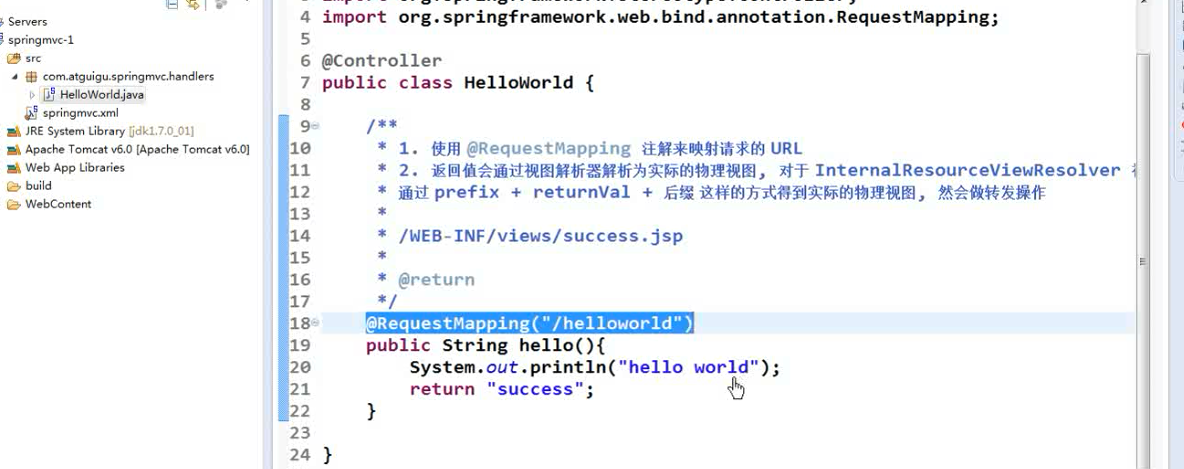 Servers
springmvc-1
src
com.atguigu.springmvc.handlers
HelloWorld.java
springmvc.xml
JRE System Library [jdk1.7.0_01]
Apache Tomcat v6.0 [Apache Tomcat v6.0]
Web App Libraries
build
WebContent
4 import org.springframework.web.bind.annotation.RequestMapping;
5
6 @Controller
7 public class HelloWorld {
8
9 /**
10 * 1. 使用 @RequestMapping 注解来映射请求的 URL
11 * 2. 返回值会通过视图解析器解析为实际的物理视图, 对于 InternalResourceViewResolver
12 * 通过 prefix + returnVal + 后缀 这样的方式得到实际的物理视图, 然会做转发操作
13 *
14 * /WEB-INF/views/success.jsp
15 *
16 * @return
17 */
18 @RequestMapping("/helloworld")
19 public String hello(){
20 System.out.println("hello world");
21 return "success";
22 }
23
24 }